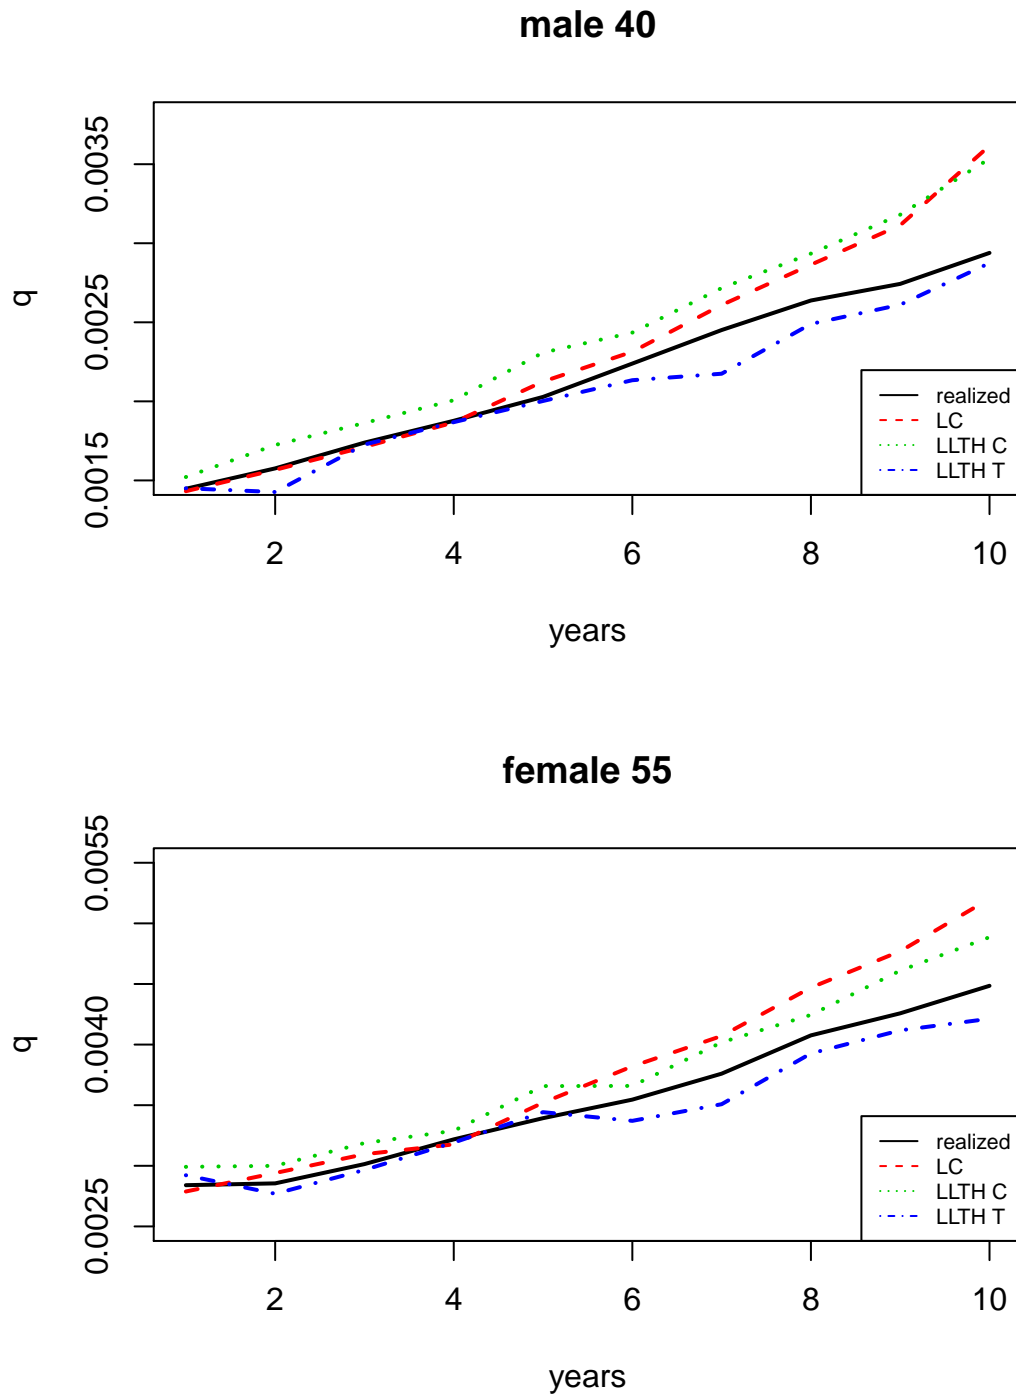 male 40
q
0.0035
0.0025
0.0015
2 4 6 8 10
years
realized
LC
LLTH C
LLTH T
female 55
q
0.0055
0.0040
0.0025
2 4 6 8 10
years
realized
LC
LLTH C
LLTH T